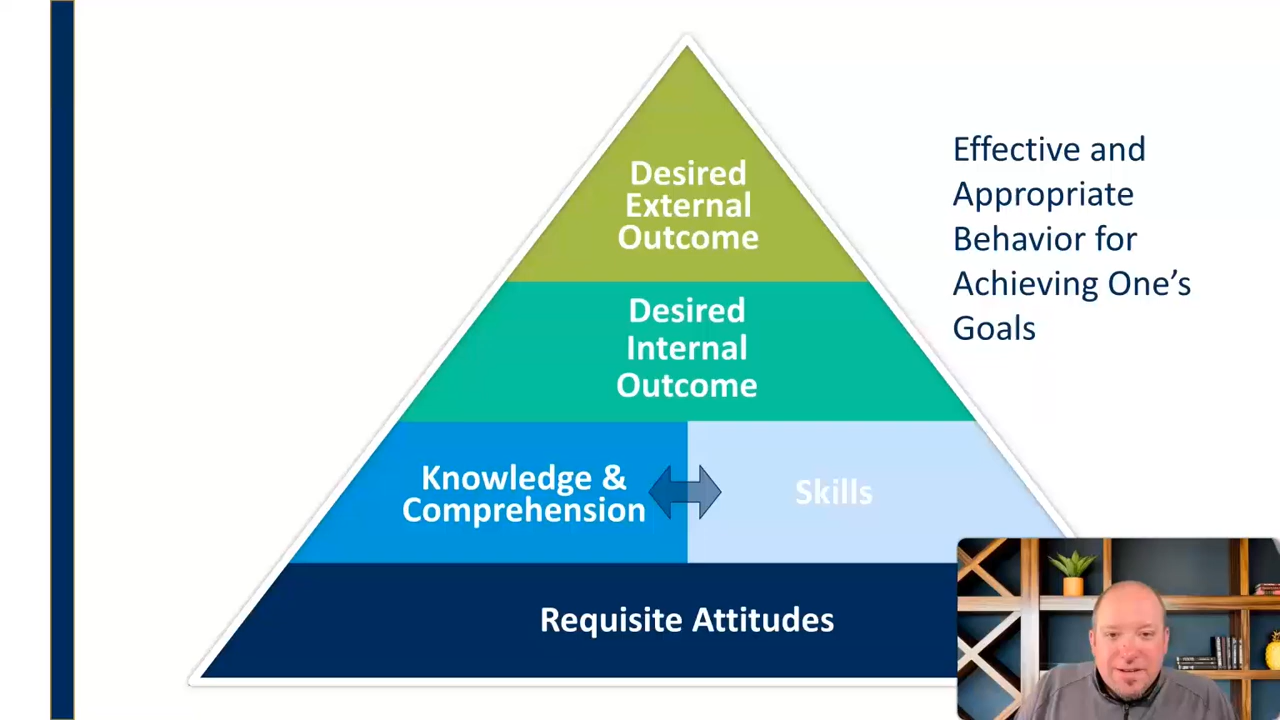 Desired
External
Outcome
Effective and
Appropriate
Behavior for
Achieving One’s
Goals
Desired
Internal
Outcome
Knowledge &
Comprehension
Skills
Requisite Attitudes